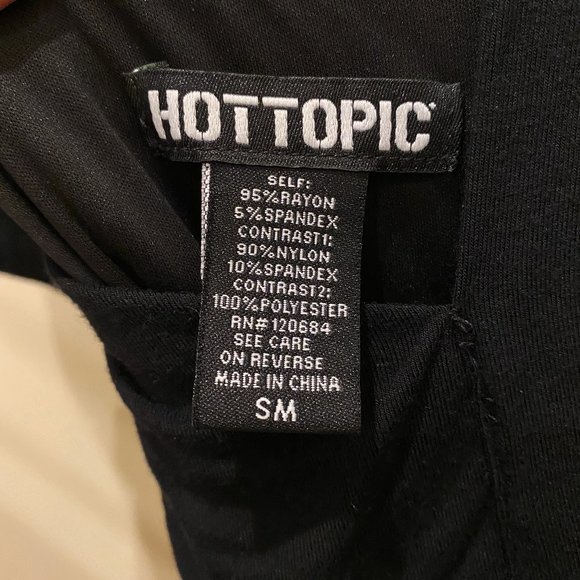 HOTTOPIC
SELF:
95%RAYON
5%SPANDEX
CONTRAST1:
90%NYLON
10%SPANDEX
CONTRAST2:
100%POLYESTER
RN#120684
SEE CARE
ON REVERSE
MADE IN CHINA
SM